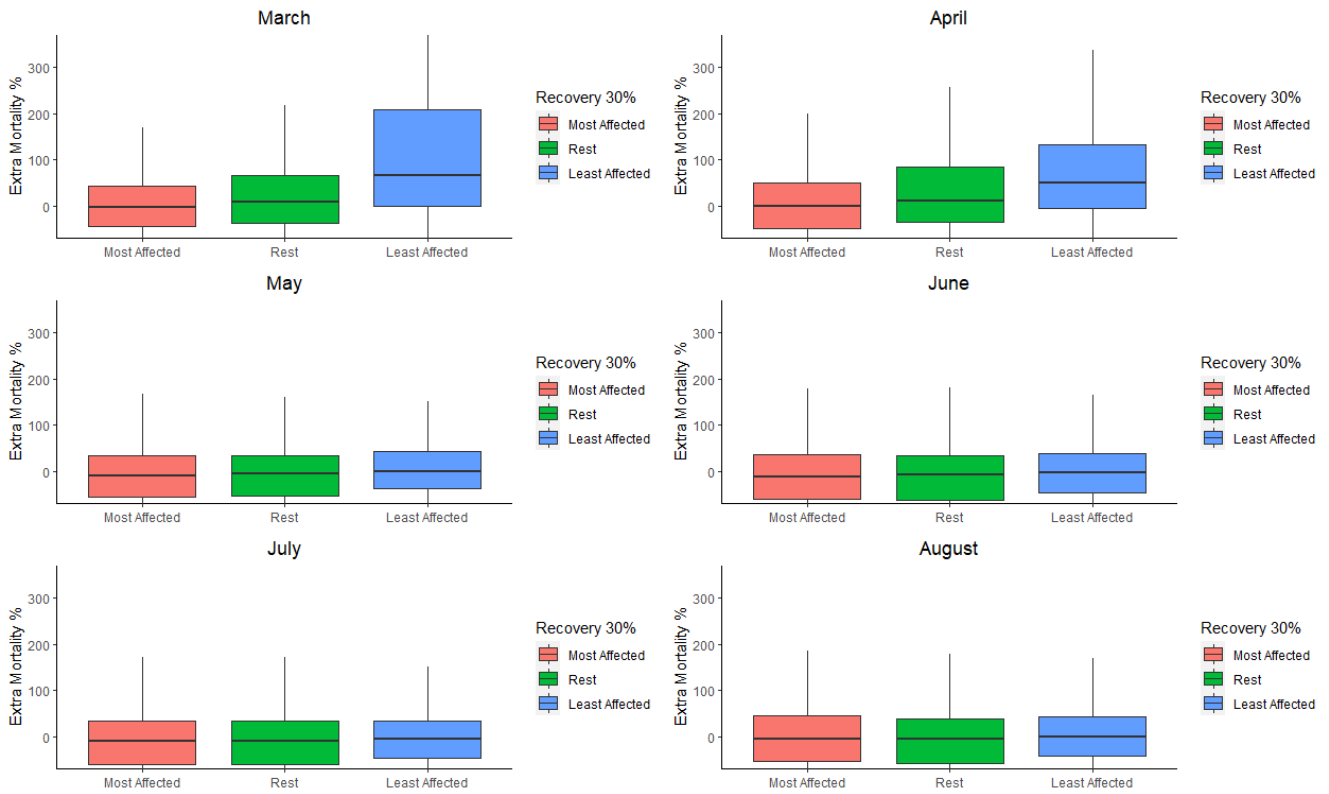 March
Extra Mortality %
300
200
100
0
Most Affected
Rest
Least Affected
Recovery 30%
Most Affected
Rest
Least Affected
April
Extra Mortality %
300
200
100
0
Most Affected
Rest
Least Affected
Recovery 30%
Most Affected
Rest
Least Affected
May
Extra Mortality %
300
200
100
0
Most Affected
Rest
Least Affected
Recovery 30%
Most Affected
Rest
Least Affected
June
Extra Mortality %
300
200
100
0
Most Affected
Rest
Least Affected
Recovery 30%
Most Affected
Rest
Least Affected
July
Extra Mortality %
300
200
100
0
Most Affected
Rest
Least Affected
Recovery 30%
Most Affected
Rest
Least Affected
August
Extra Mortality %
300
200
100
0
Most Affected
Rest
Least Affected
Recovery 30%
Most Affected
Rest
Least Affected